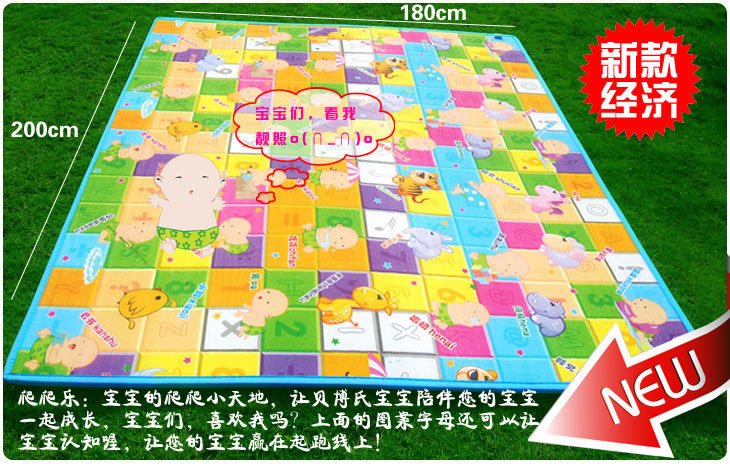 180cm
200cm
新款
经济
宝宝们，看我
靓照o(∩_∩)o
爬爬乐：宝宝的爬爬小天地，让贝博氏宝宝陪伴您的宝宝
一起成长，宝宝们，喜欢我吗？上面的图案字母还可以让
宝宝认知喔，让您的宝宝赢在起跑线上！
NEW